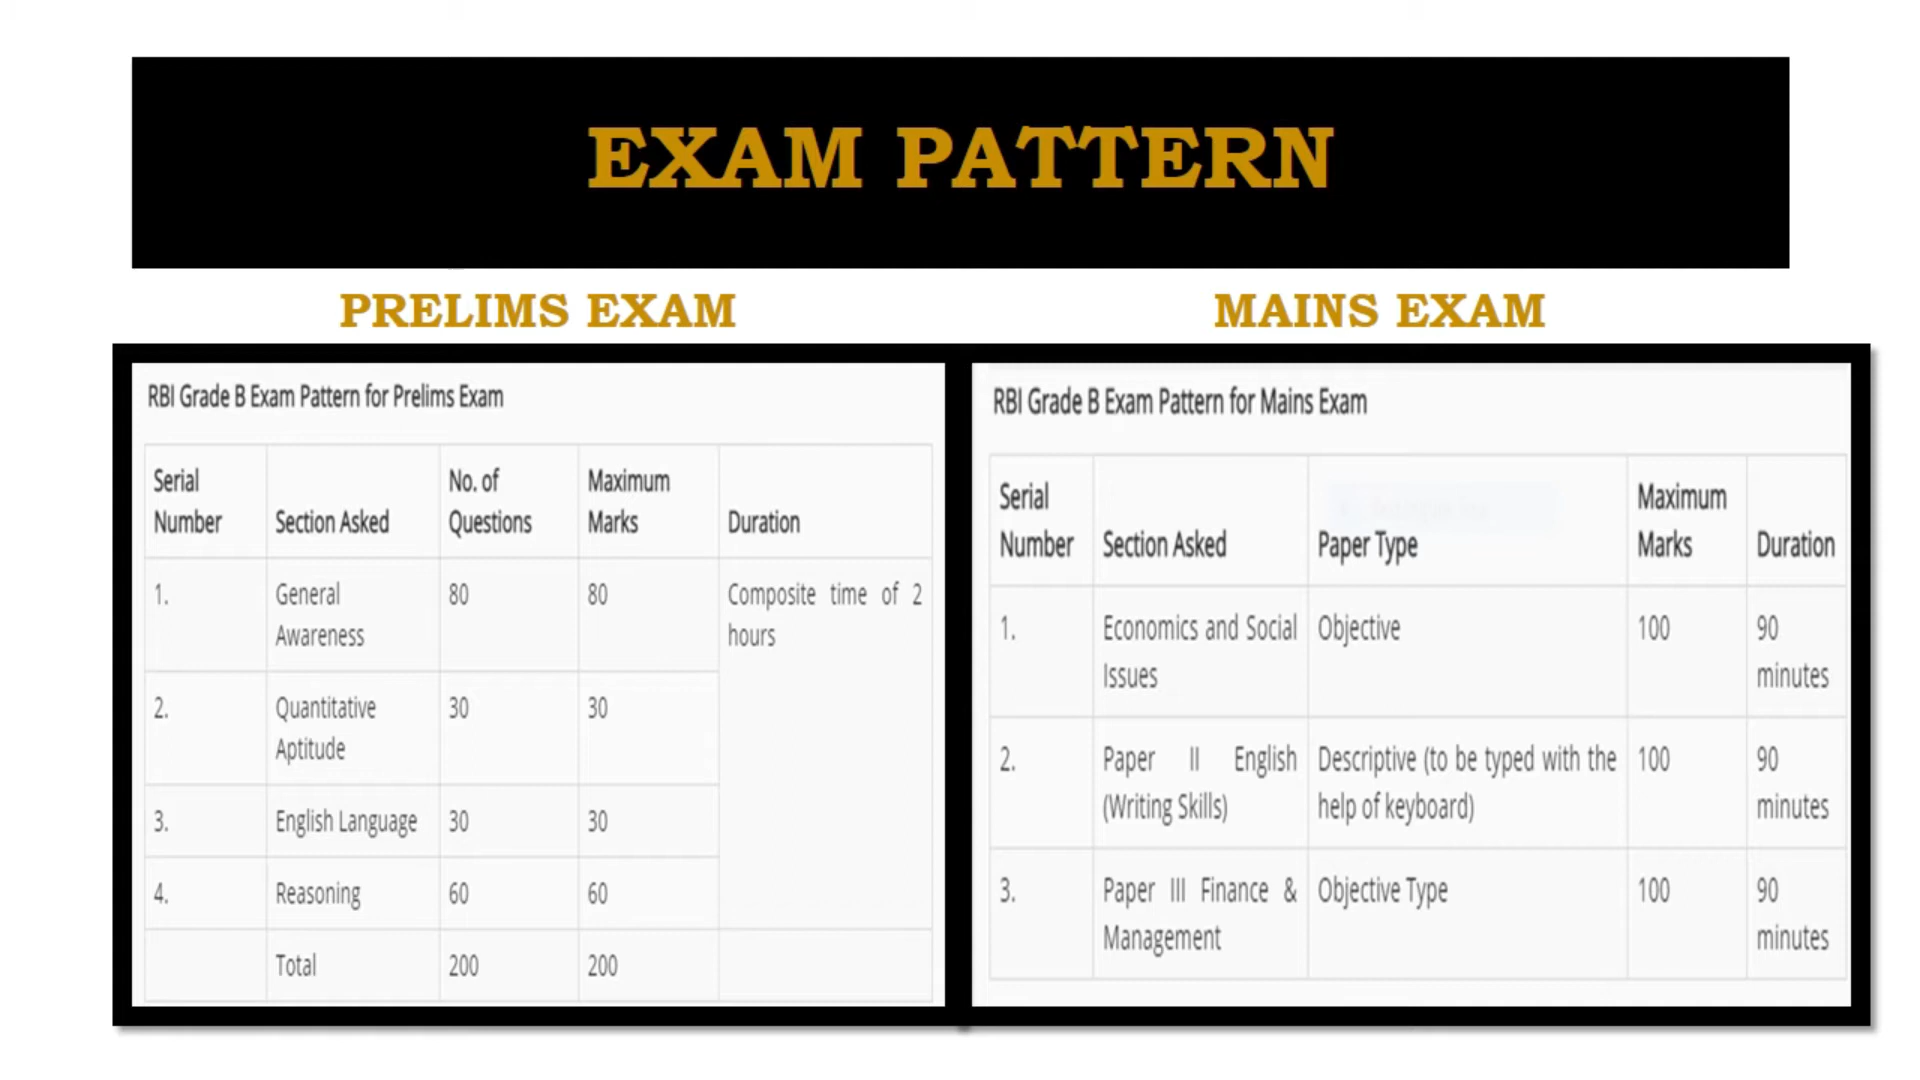 EXAM PATTERN
PRELIMS EXAM
RBI Grade B Exam Pattern for Prelims Exam
Serial Number | Section Asked | No. of Questions | Maximum Marks | Duration
1. | General Awareness | 80 | 80 | Composite time of 2 hours
2. | Quantitative Aptitude | 30 | 30
3. | English Language | 30 | 30
4. | Reasoning | 60 | 60
Total | 200 | 200
MAINS EXAM
RBI Grade B Exam Pattern for Mains Exam
Serial Number | Section Asked | Paper Type | Maximum Marks | Duration
1. | Economics and Social Issues | Objective | 100 | 90 minutes
2. | Paper II English (Writing Skills) | Descriptive (to be typed with the help of keyboard) | 100 | 90 minutes
3. | Paper III Finance & Management | Objective Type | 100 | 90 minutes